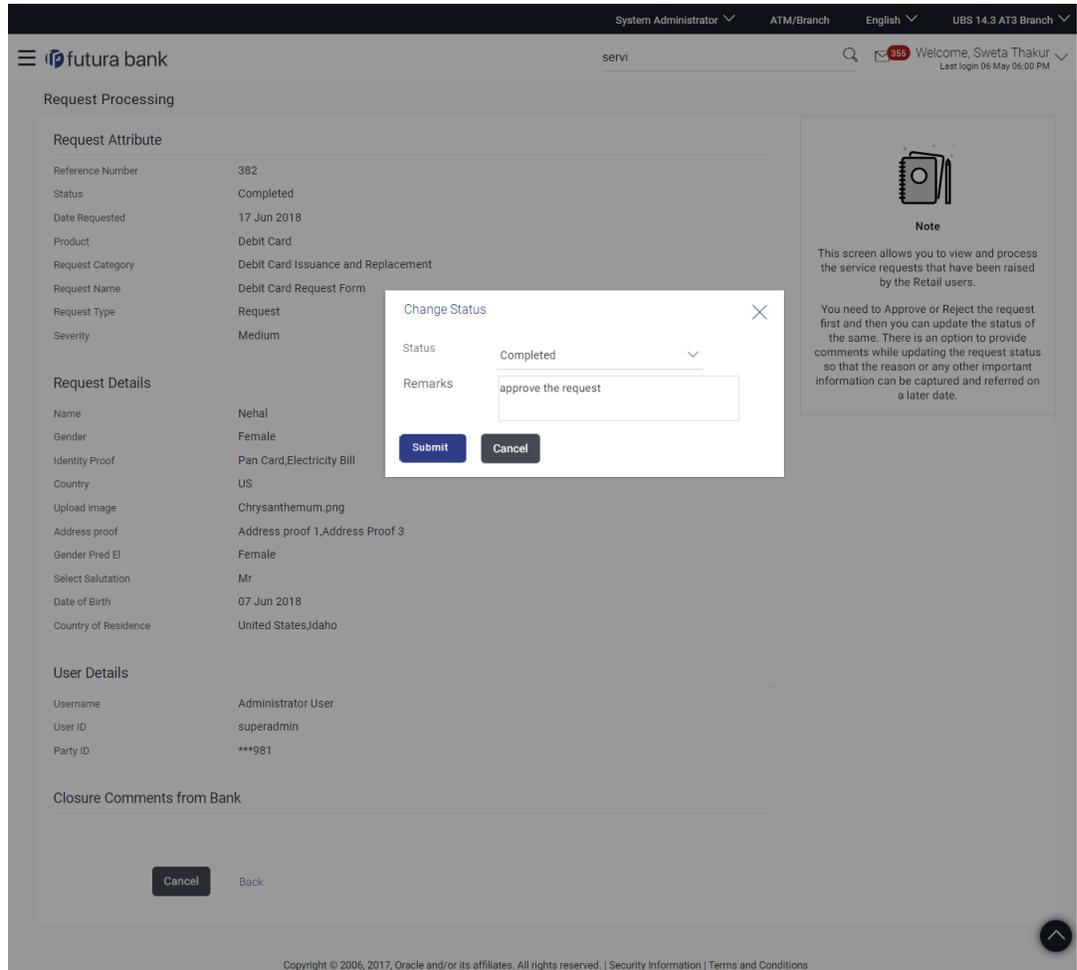 System Administrator ATM/Branch English UBS 14.3 AT3 Branch
futura bank servi 355 Welcome, Sweta Thakur
Last login 06 May 06:00 PM
Request Processing
Request Attribute
Reference Number 382
Status Completed
Date Requested 17 Jun 2018
Product Debit Card
Request Category Debit Card Issuance and Replacement
Request Name Debit Card Request Form
Request Type Request
Severity Medium
Request Details
Name Nehal
Gender Female
Identity Proof Pan Card,Electricity Bill
Country US
Upload image Chrysanthemum.png
Address proof Address proof 1,Address Proof 3
Gender Pred El Female
Select Salutation Mr
Date of Birth 07 Jun 2018
Country of Residence United States,Idaho
User Details
Username Administrator User
User ID superadmin
Party ID ***981
Closure Comments from Bank
Cancel Back
Change Status
Status Completed
Remarks approve the request
Submit Cancel
Note
This screen allows you to view and process
the service requests that have been raised
by the Retail users.
You need to Approve or Reject the request
first and then you can update the status of
the same. There is an option to provide
comments while updating the request status
so that the reason or any other important
information can be captured and referred on
a later date.
Copyright © 2006, 2017, Oracle and/or its affiliates. All rights reserved. | Security Information | Terms and Conditions